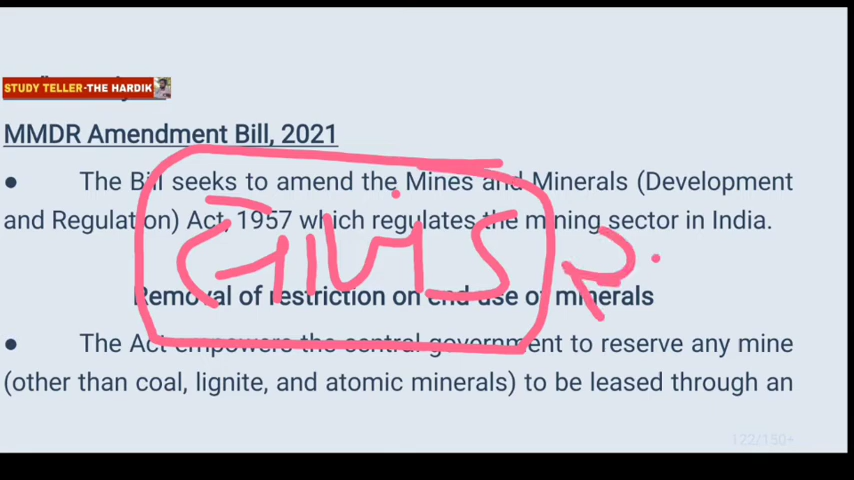 STUDY TELLER-THE HARDIK
MMDR Amendment Bill, 2021
● The Bill seeks to amend the Mines and Minerals (Development
and Regulation) Act, 1957 which regulates the mining sector in India.
Removal of restriction on end use of minerals
● The Act empowers the central government to reserve any mine
(other than coal, lignite, and atomic minerals) to be leased through an
122/150+